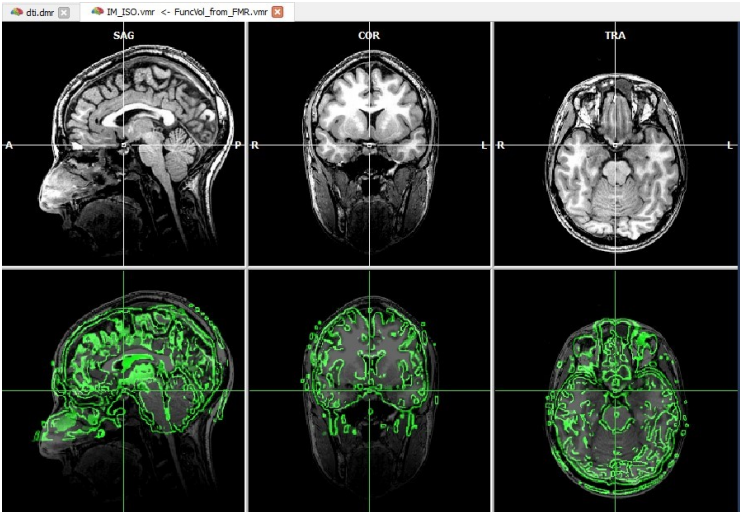 dti.dmr
IM_ISO.vmr <- FuncVol_from_FMR.vmr
SAG
COR
TRA
A
P
R
L
R
L